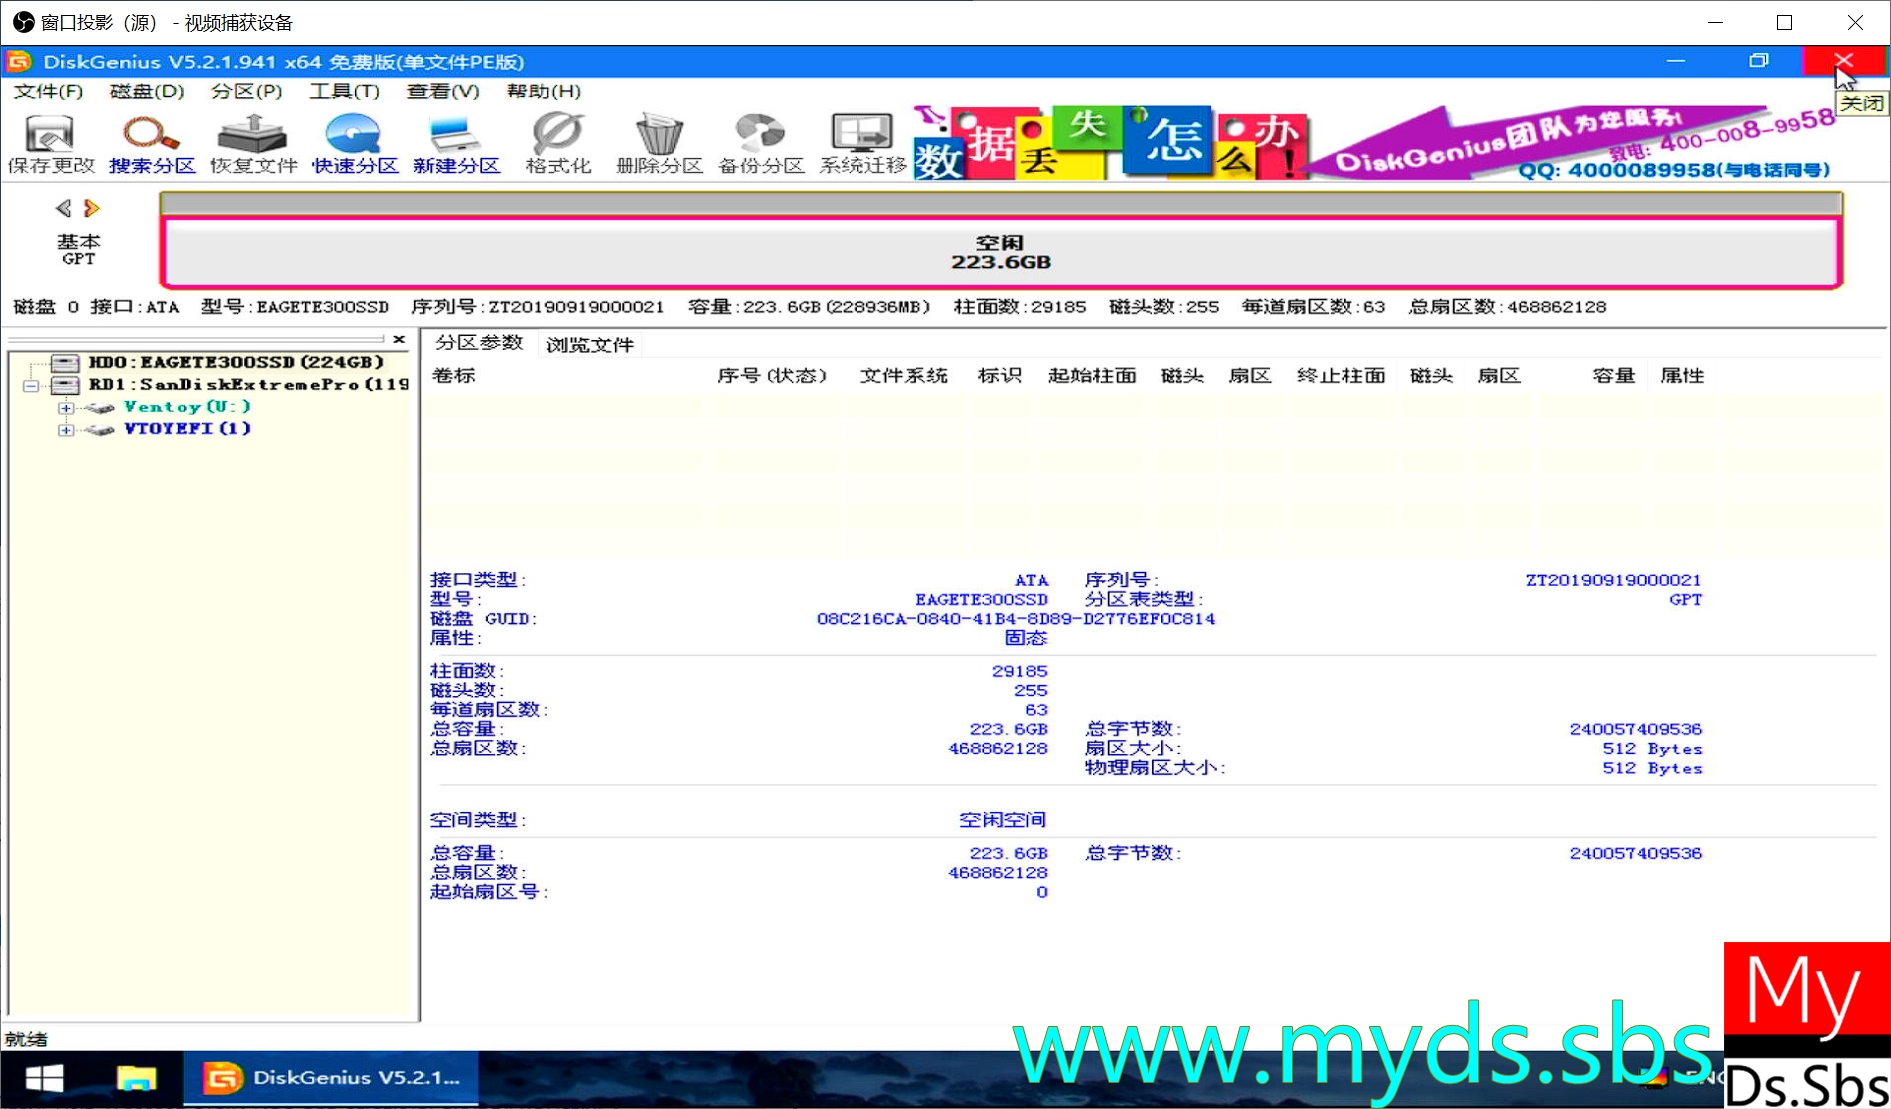 窗口投影（源） - 视频捕获设备
DiskGenius V5.2.1.941 x64 免费版(单文件PE版)
关闭
文件(F) 磁盘(D) 分区(P) 工具(T) 查看(V) 帮助(H)
保存更改 搜索分区 恢复文件 快速分区 新建分区 格式化 删除分区 备份分区 系统迁移
数据丢失怎么办!
DiskGenius团队为您服务!
致电: 400-008-9958
QQ: 4000089958(与电话同号)
基本
GPT
空闲
223.6GB
磁盘 0 接口:ATA 型号:EAGETE300SSD 序列号:ZT20190919000021 容量:223.6GB(228936MB) 柱面数:29185 磁头数:255 每道扇区数:63 总扇区数:468862128
HD0:EAGETE300SSD(224GB)
RD1:SanDiskExtremePro(119
Ventoy(U:)
VTOYEFI(1)
分区参数 浏览文件
卷标 序号(状态) 文件系统 标识 起始柱面 磁头 扇区 终止柱面 磁头 扇区 容量 属性
接口类型: ATA 序列号: ZT20190919000021
型号: EAGETE300SSD 分区表类型: GPT
磁盘 GUID: 08C216CA-0840-41B4-8D89-D2776EF0C814
属性: 固态
柱面数: 29185
磁头数: 255
每道扇区数: 63
总容量: 223.6GB 总字节数: 240057409536
总扇区数: 468862128 扇区大小: 512 Bytes
物理扇区大小: 512 Bytes
空间类型: 空闲空间
总容量: 223.6GB 总字节数: 240057409536
总扇区数: 468862128
起始扇区号: 0
就绪
DiskGenius V5.2.1...
www.myds.sbs
My
Ds.Sbs